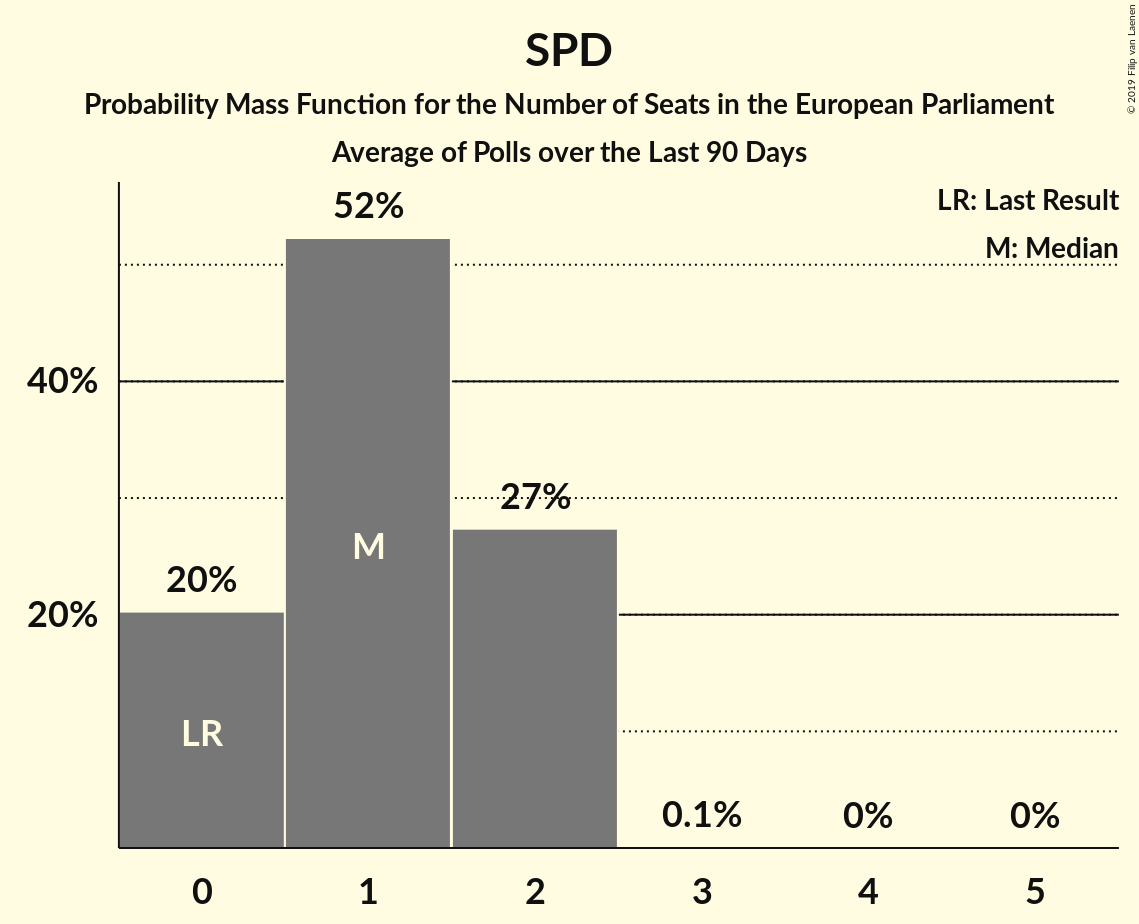 SPD
Probability Mass Function for the Number of Seats in the European Parliament
Average of Polls over the Last 90 Days
© 2019 Filip van Laenen
LR: Last Result
M: Median
52%
40%
27%
20%
20%
M
LR
0.1%
0%
0%
0
1
2
3
4
5